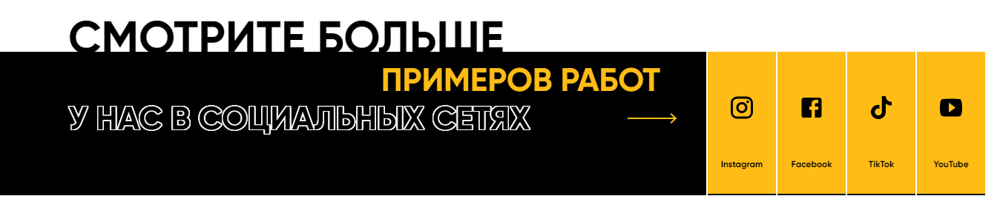 СМОТРИТЕ БОЛЬШЕ
ПРИМЕРОВ РАБОТ
У НАС В СОЦИАЛЬНЫХ СЕТЯХ
Instagram
Facebook
TikTok
YouTube